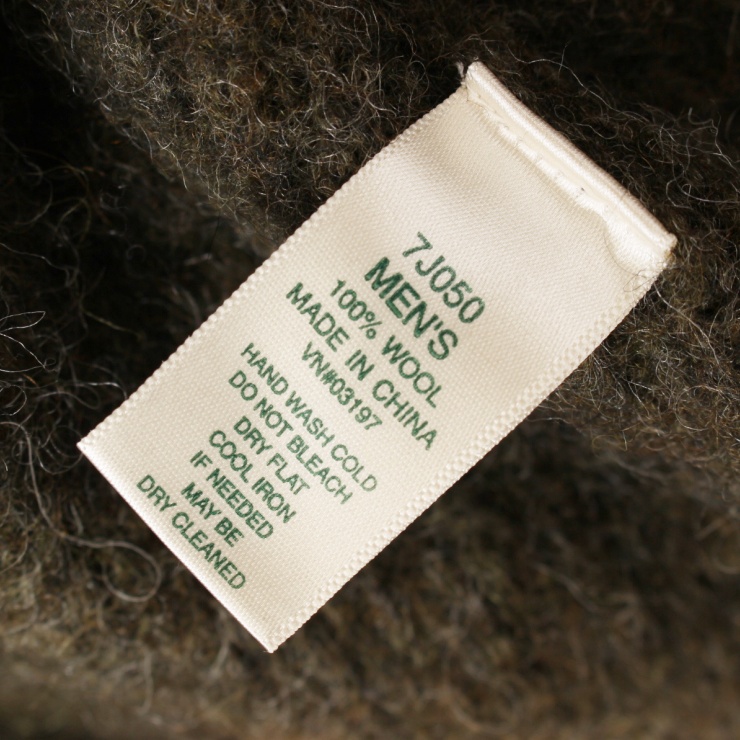 7J050
MEN'S
100% WOOL
MADE IN CHINA
VN#03197
HAND WASH COLD
DO NOT BLEACH
DRY FLAT
COOL IRON
IF NEEDED
MAY BE
DRY CLEANED